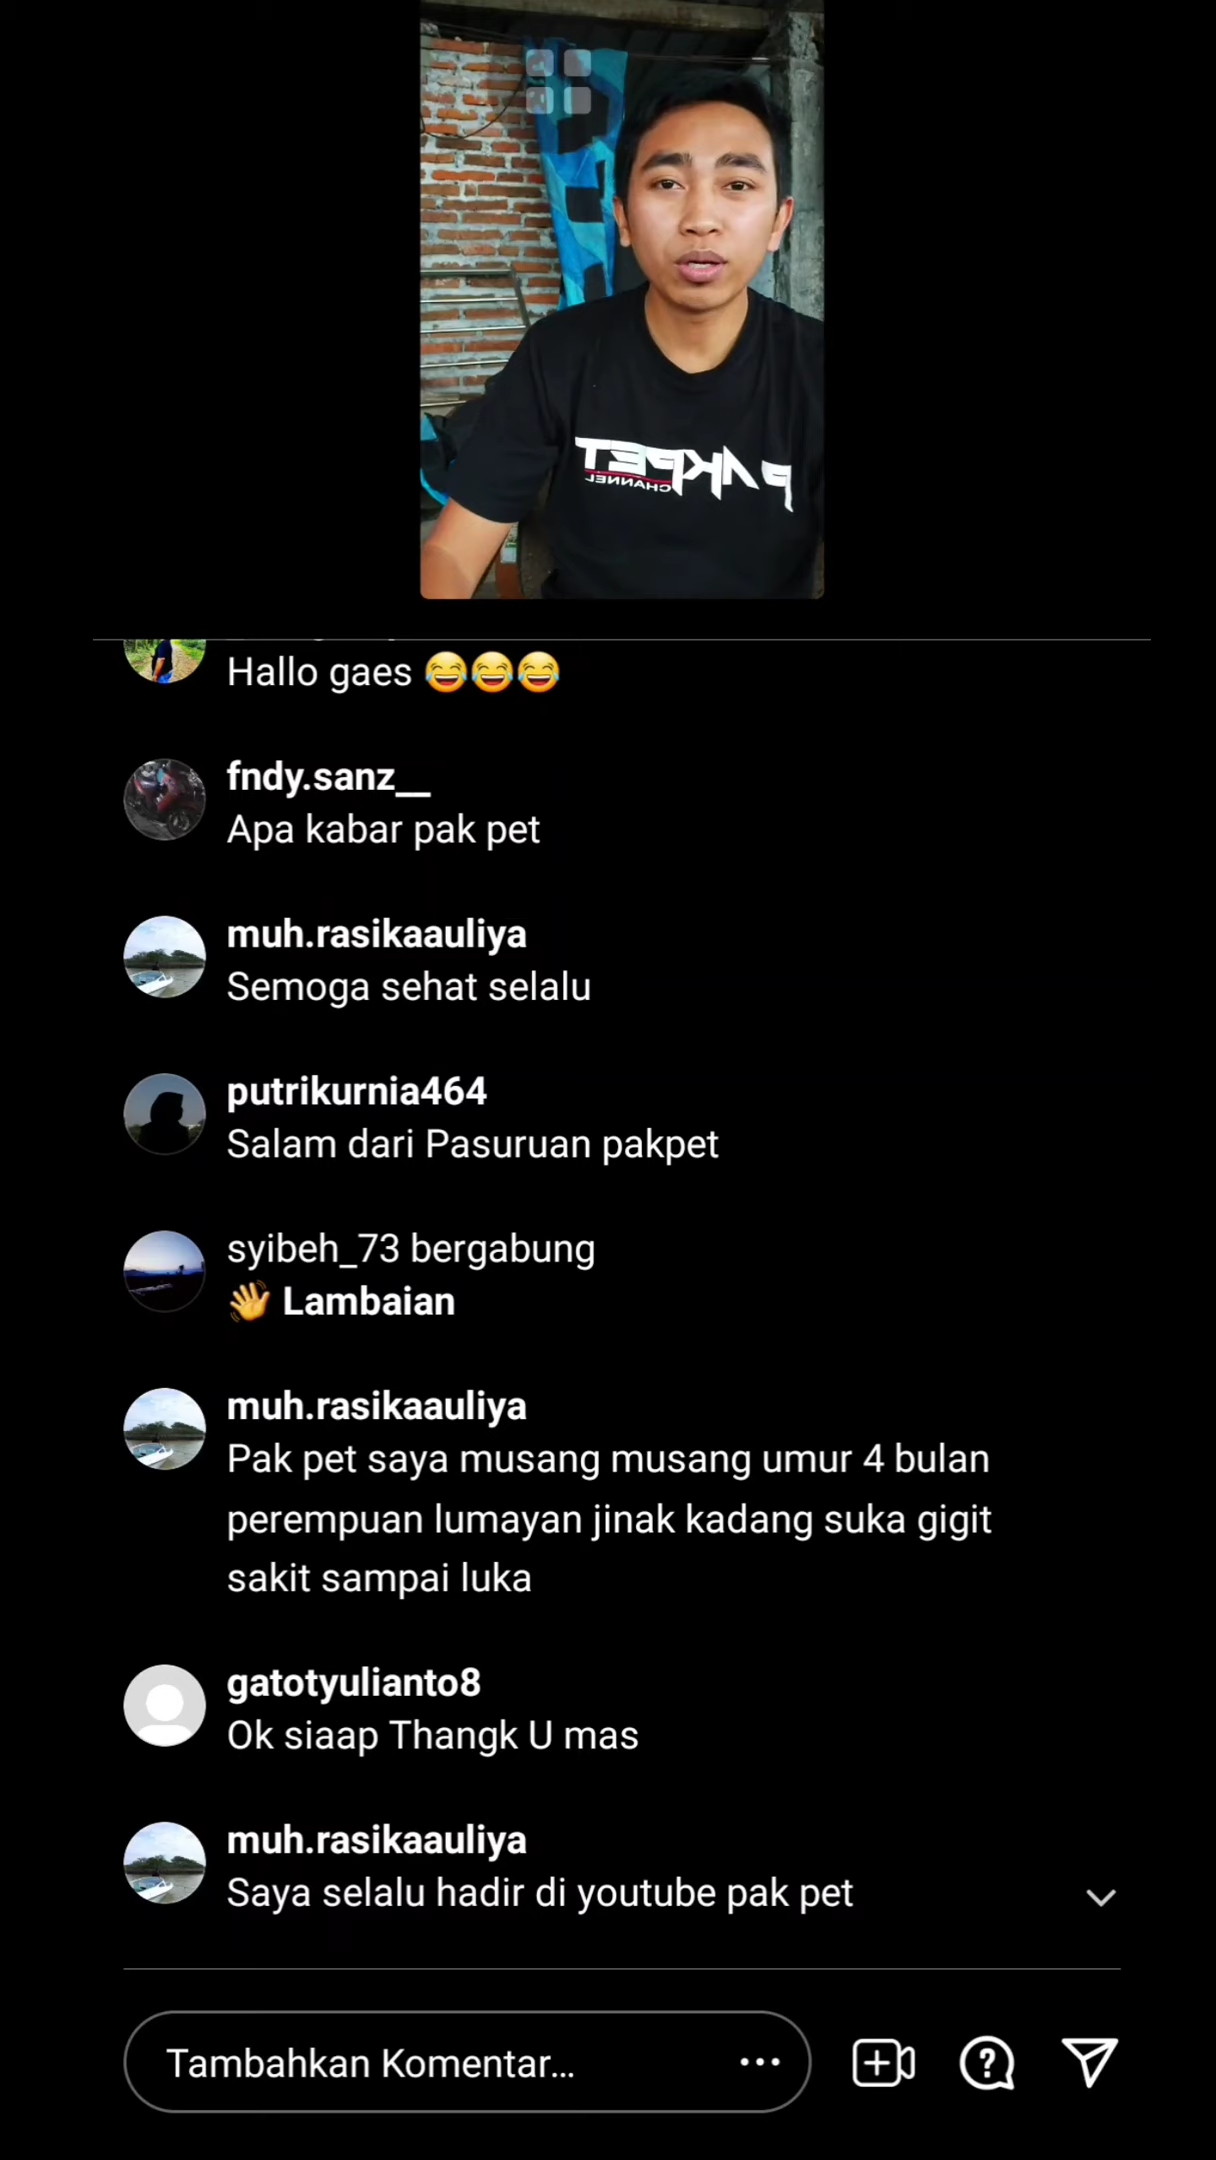 PAKPET
CHANNEL
Hallo gaes 😂😂😂
fndy.sanz__
Apa kabar pak pet
muh.rasikaauliya
Semoga sehat selalu
putrikurnia464
Salam dari Pasuruan pakpet
syibeh_73 bergabung
👋 Lambaian
muh.rasikaauliya
Pak pet saya musang musang umur 4 bulan
perempuan lumayan jinak kadang suka gigit
sakit sampai luka
gatotyulianto8
Ok siaap Thangk U mas
muh.rasikaauliya
Saya selalu hadir di youtube pak pet
Tambahkan Komentar...